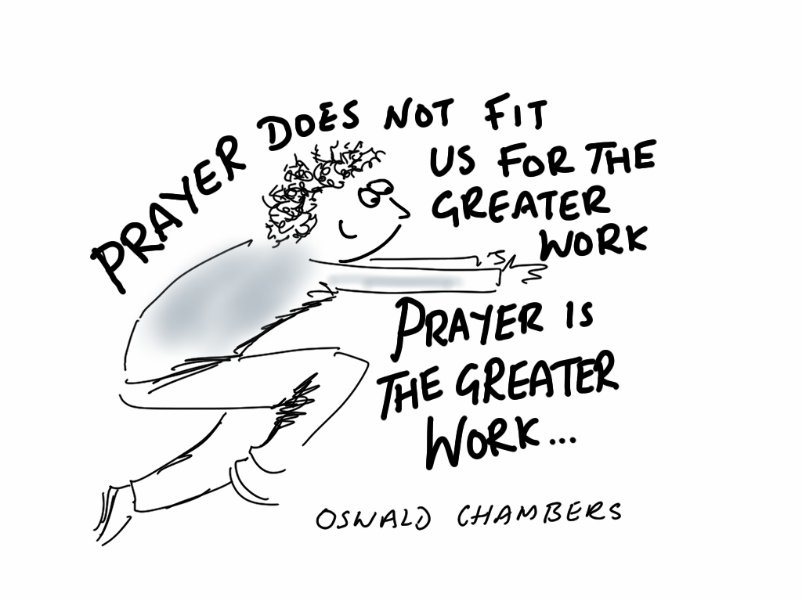 PRAYER DOES NOT FIT
US FOR THE
GREATER
WORK
PRAYER IS
THE GREATER
WORK...
OSWALD CHAMBERS